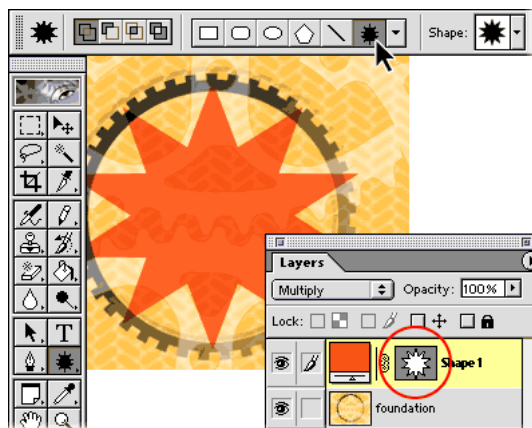 Shape:
T
Layers
Multiply Opacity: 100%
Lock:
Shape 1
foundation